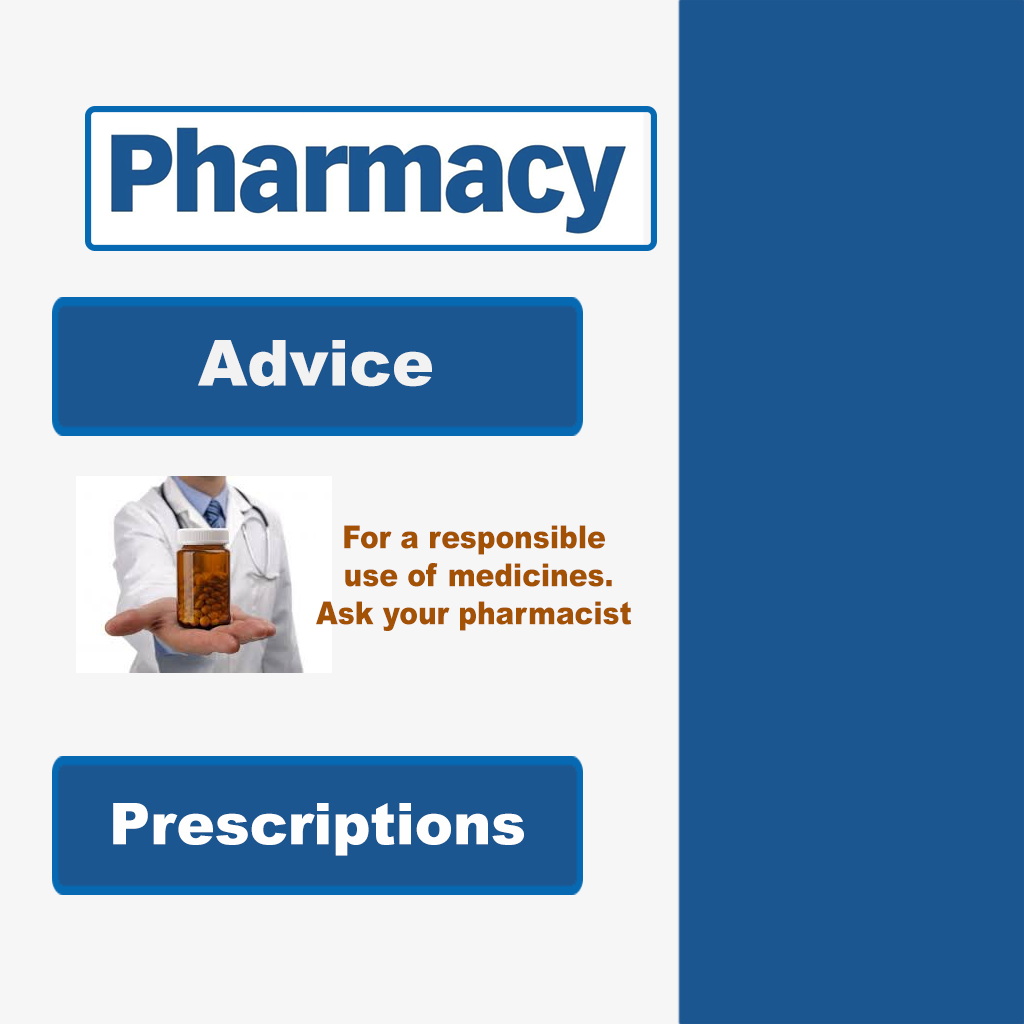 Pharmacy
Advice
For a responsible
use of medicines.
Ask your pharmacist
Prescriptions